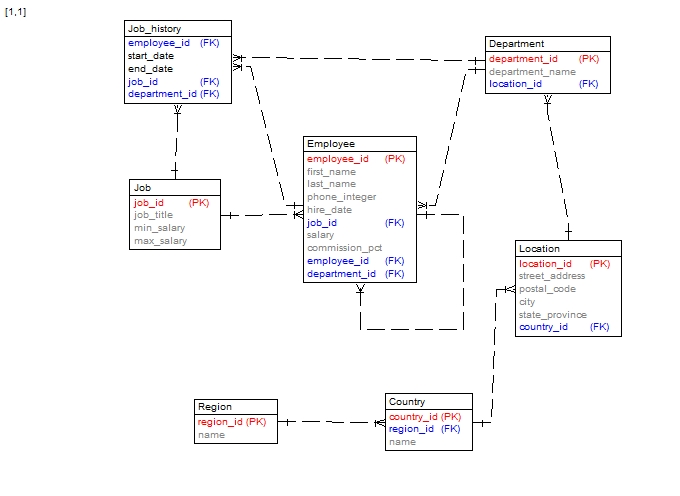 [1,1]
Job_history
employee_id (FK)
start_date
end_date
job_id (FK)
department_id (FK)
Department
department_id (PK)
department_name
location_id (FK)
Employee
employee_id (PK)
first_name
last_name
phone_integer
hire_date
job_id (FK)
salary
commission_pct
employee_id (FK)
department_id (FK)
Job
job_id (PK)
job_title
min_salary
max_salary
Location
location_id (PK)
street_address
postal_code
city
state_province
country_id (FK)
Region
region_id (PK)
name
Country
country_id (PK)
region_id (FK)
name